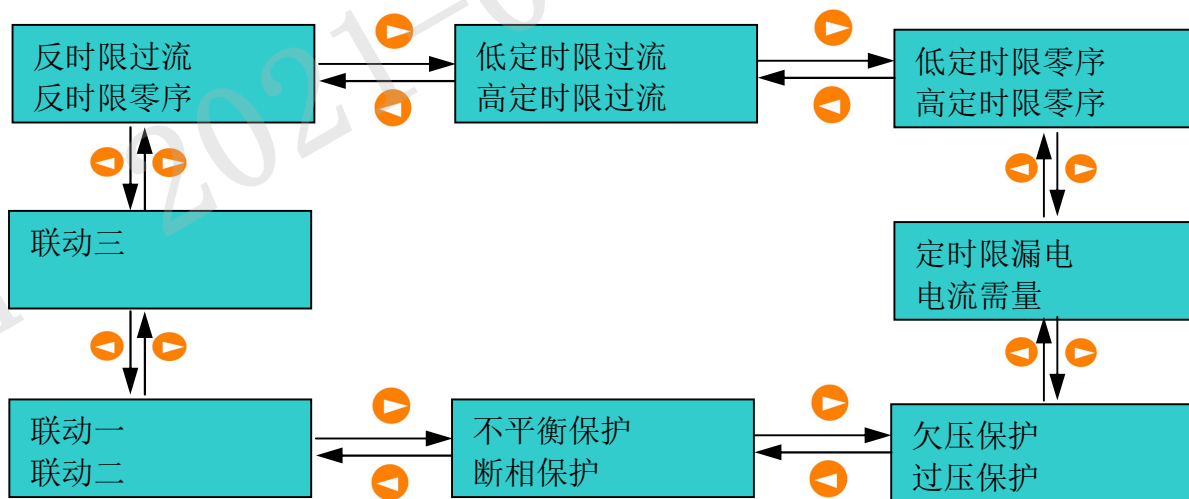 反时限过流
反时限零序
低定时限过流
高定时限过流
低定时限零序
高定时限零序
联动三
定时限漏电
电流需量
联动一
联动二
不平衡保护
断相保护
欠压保护
过压保护